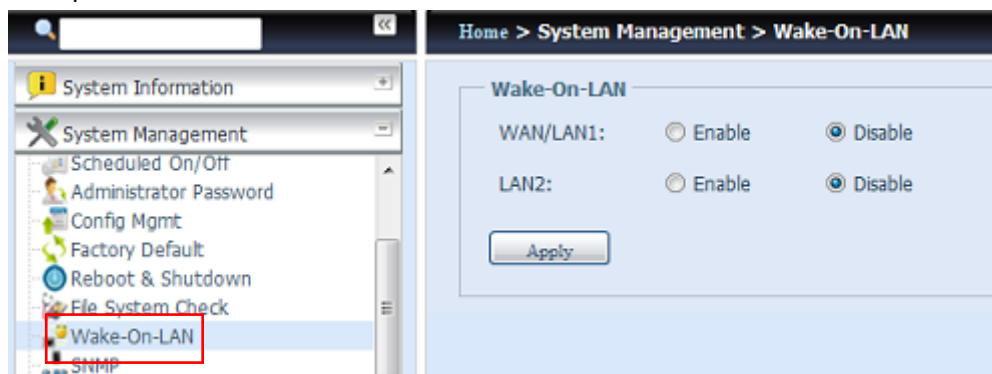 Home > System Management > Wake-On-LAN
System Information
System Management
Scheduled On/Off
Administrator Password
Config Mgmt
Factory Default
Reboot & Shutdown
File System Check
Wake-On-LAN
SNMP
Wake-On-LAN
WAN/LAN1: Enable Disable
LAN2: Enable Disable
Apply